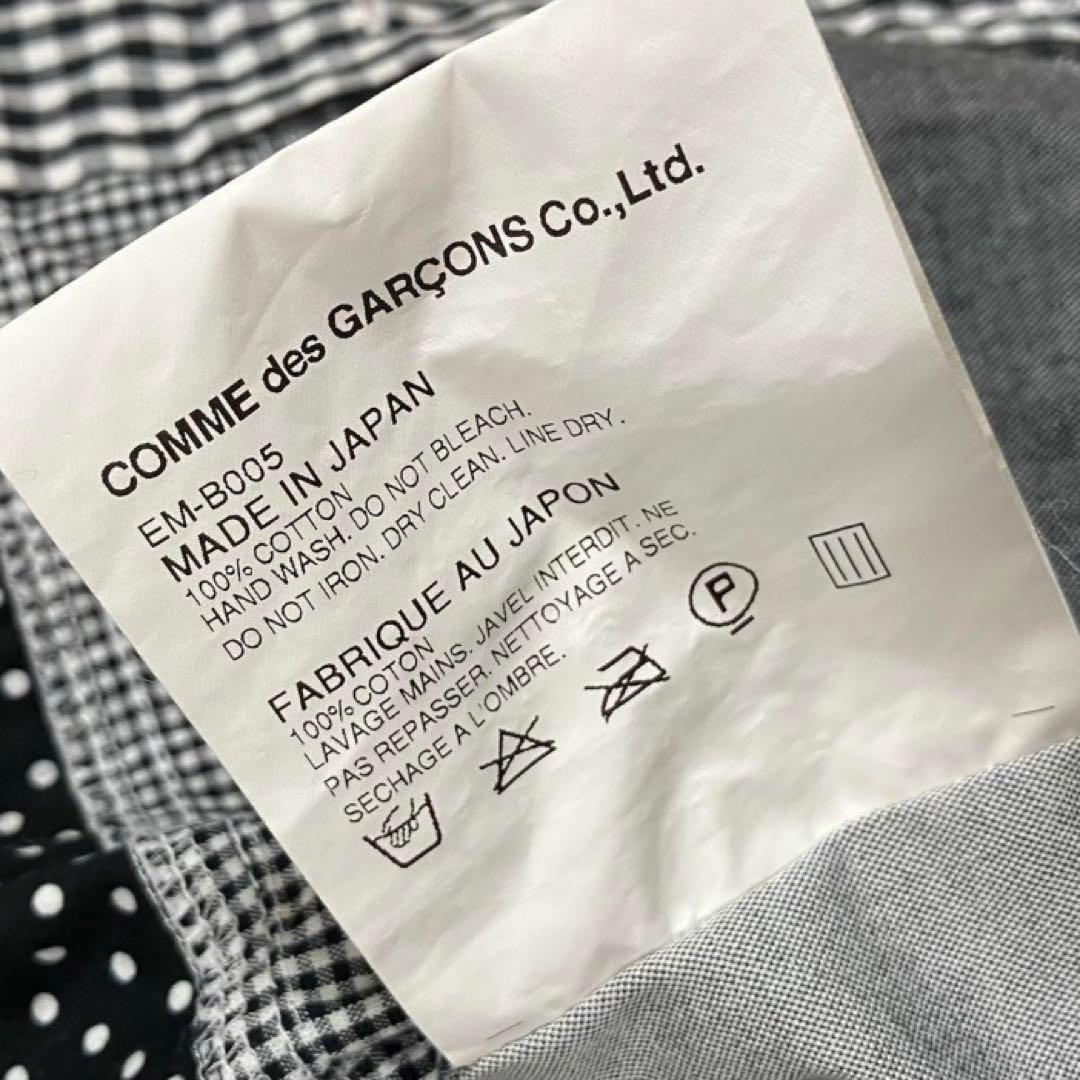 COMME des GARÇONS Co.,Ltd.
EM-B005
MADE IN JAPAN
100% COTTON
HAND WASH. DO NOT BLEACH.
DO NOT IRON. DRY CLEAN. LINE DRY.
FABRIQUE AU JAPON
100% COTON
LAVAGE MAINS. JAVEL INTERDIT. NE
PAS REPASSER. NETTOYAGE A SEC.
SECHAGE A L'OMBRE.
P